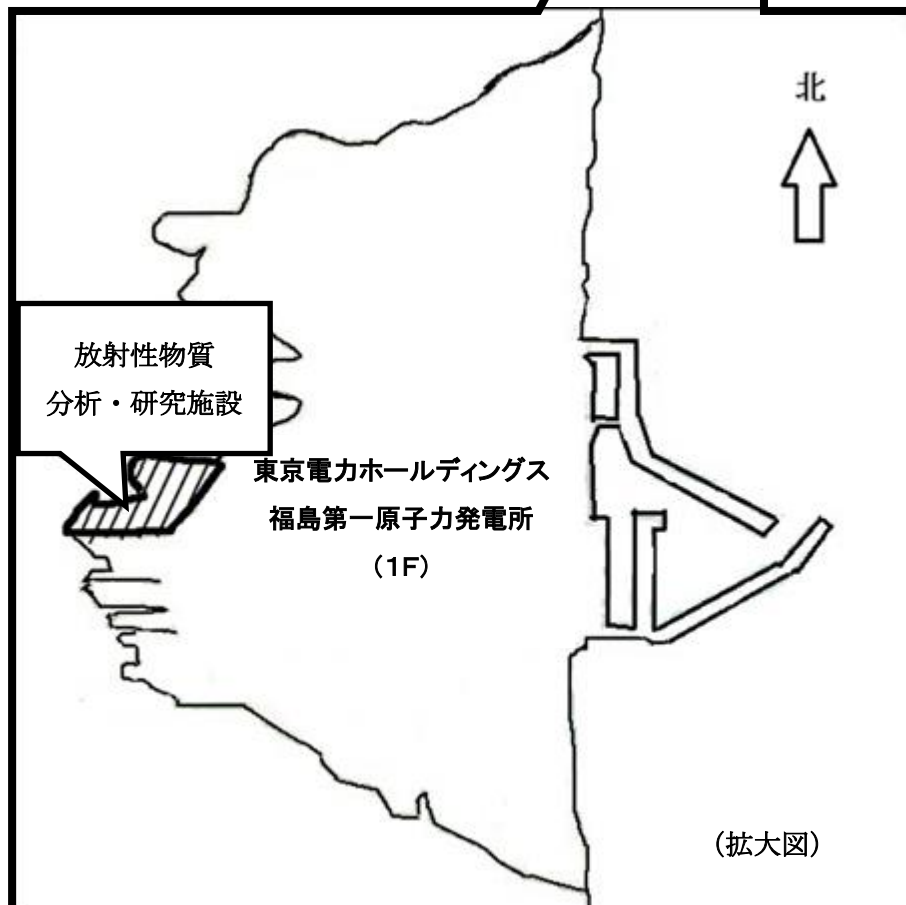 北
放射性物質
分析・研究施設
東京電力ホールディングス
福島第一原子力発電所
（1F）
（拡大図）